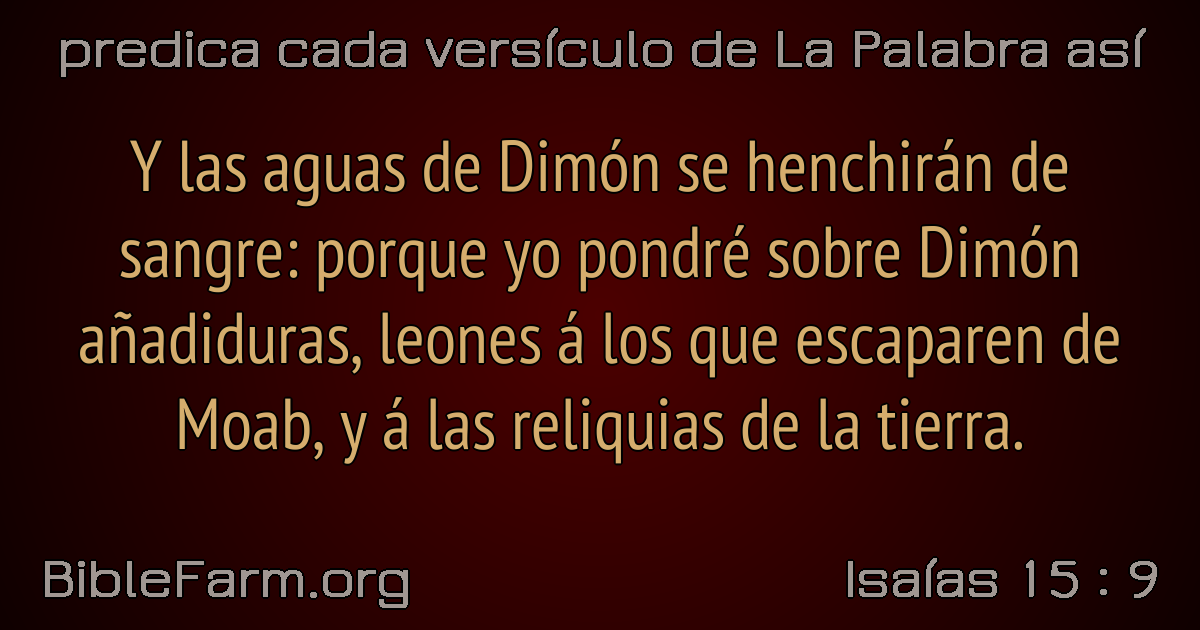 predica cada versículo de La Palabra así
Y las aguas de Dimón se henchirán de
sangre: porque yo pondré sobre Dimón
añadiduras, leones á los que escaparen de
Moab, y á las reliquias de la tierra.
BibleFarm.org
Isaías 15 : 9